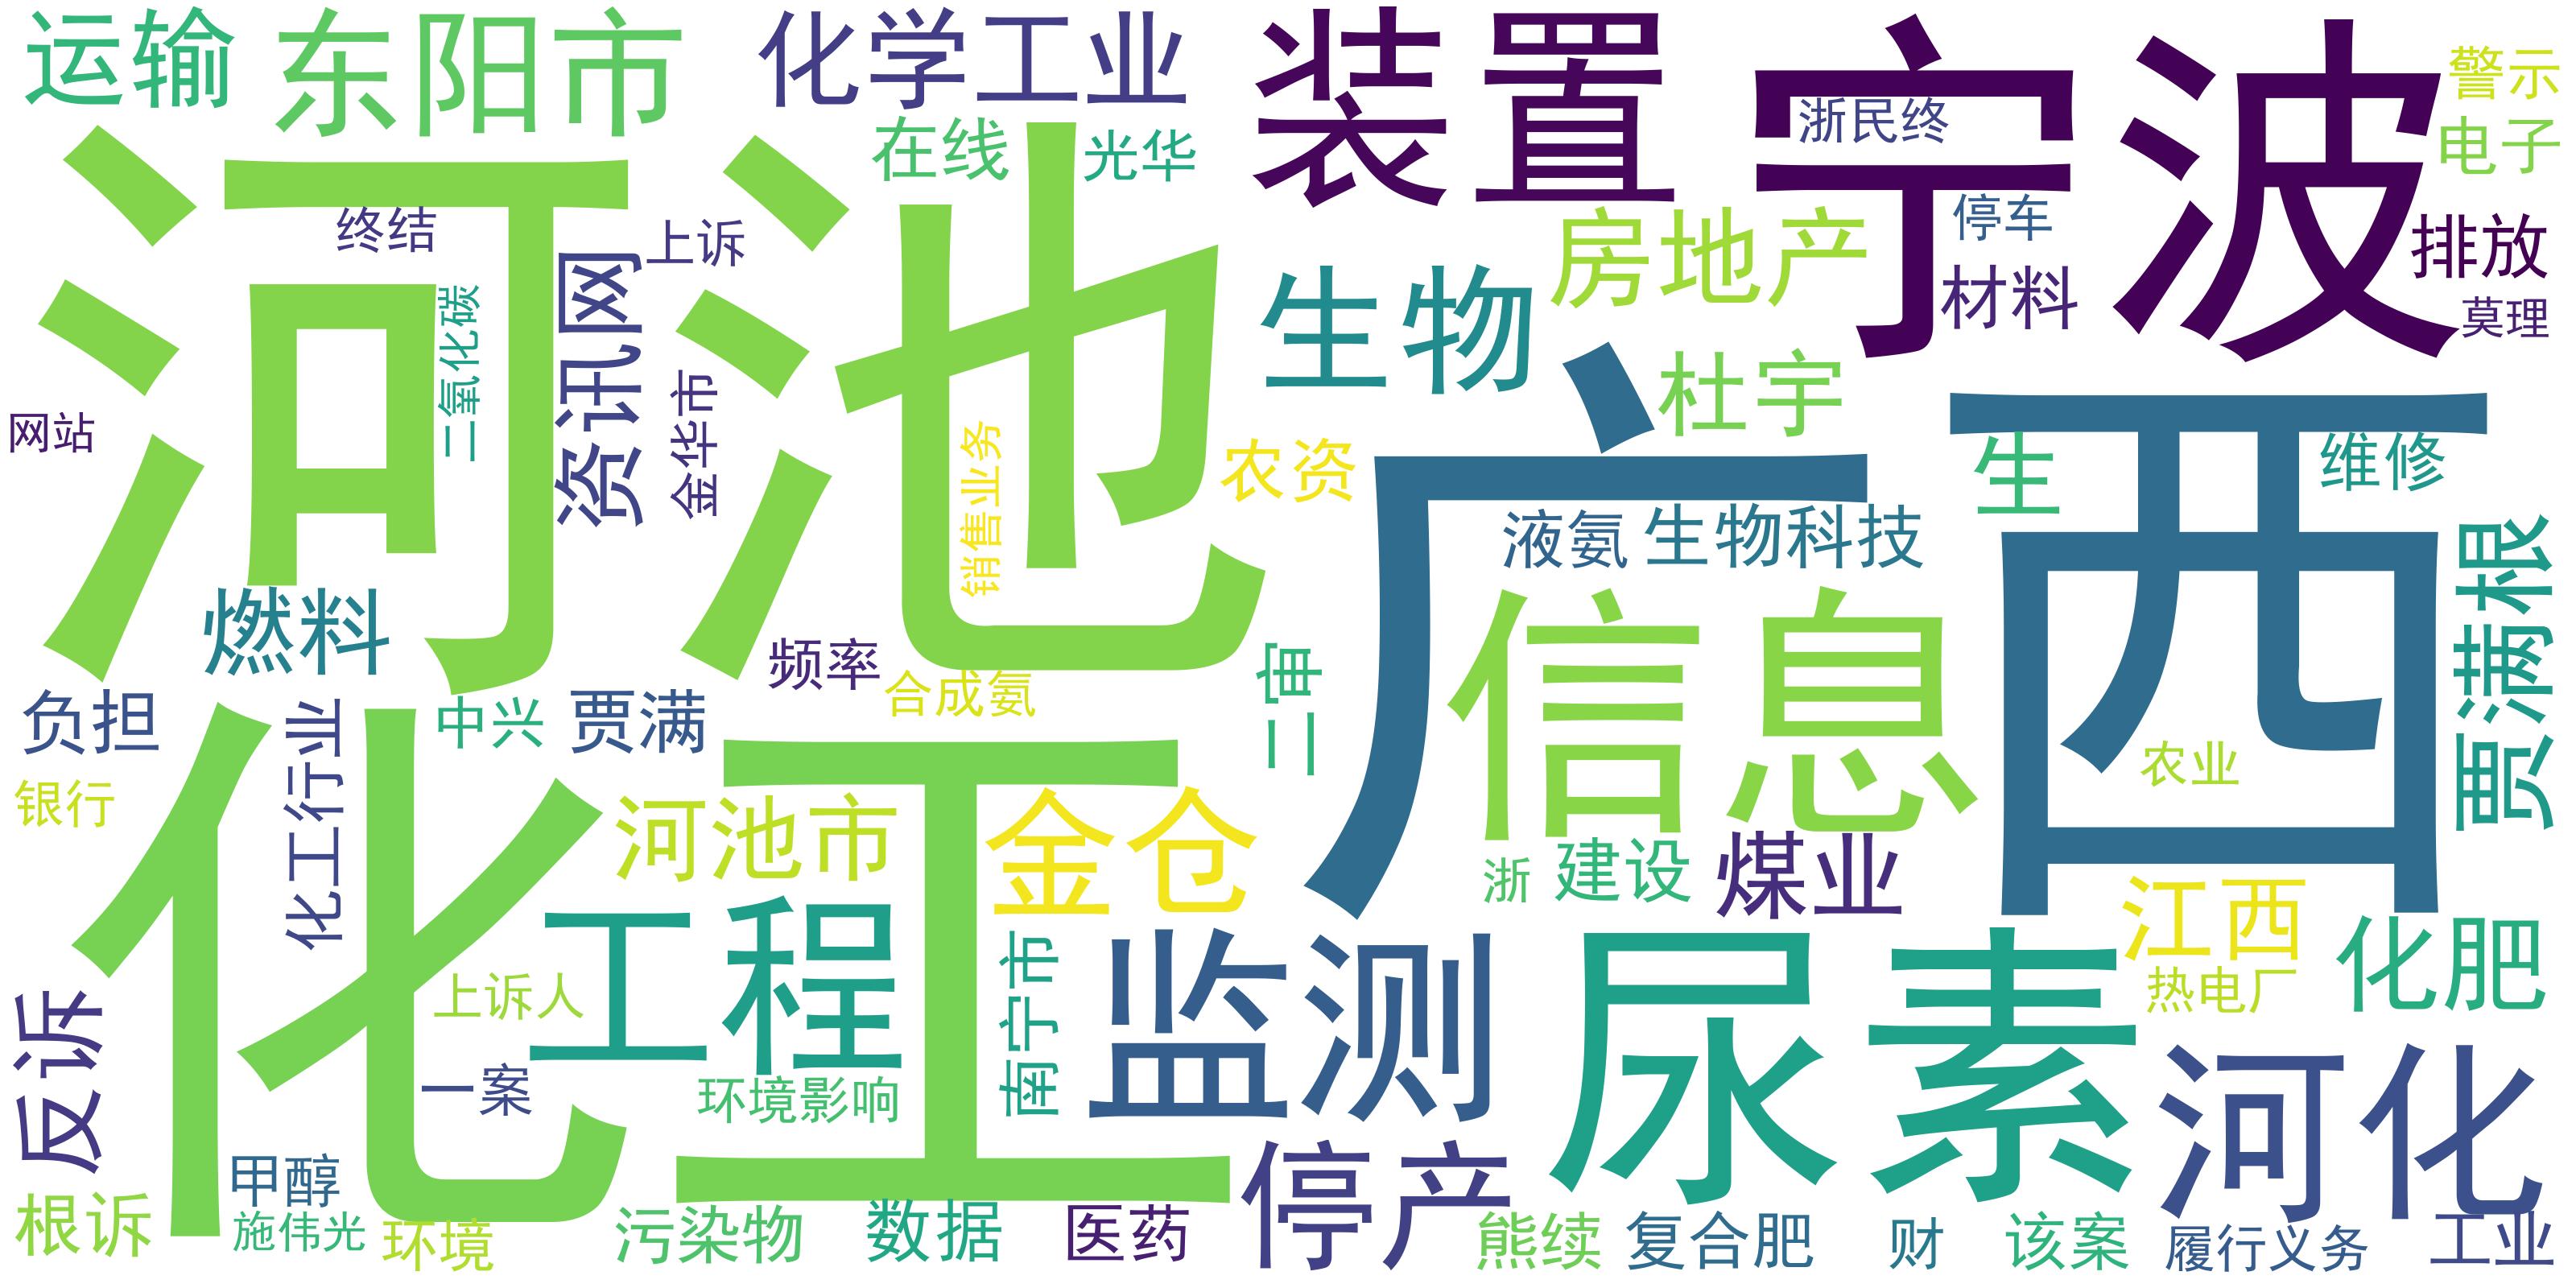 运输
东阳市
化学工业
装置
宁波
警示
浙民终
电子
在线
光华
河池
终结
上诉
停车
排放
房地产
生物
材料
莫理
二氧化碳
资讯网
金华市
杜宇
广西
网站
销售业务
农资
生
维修
液氨
生物科技
贾满根
燃料
信息
频率
合成氨
二审
负担
中兴
贾满
化工
化工行业
农业
银行
河池市
金仓
浙
建设
煤业
江西
工程
监测
尿素
化肥
热电厂
上诉人
南宁市
反诉
一案
环境影响
河化
甲醇
停产
根诉
施伟光
环境
污染物
数据
医药
熊续
复合肥
财
该案
履行义务
工业